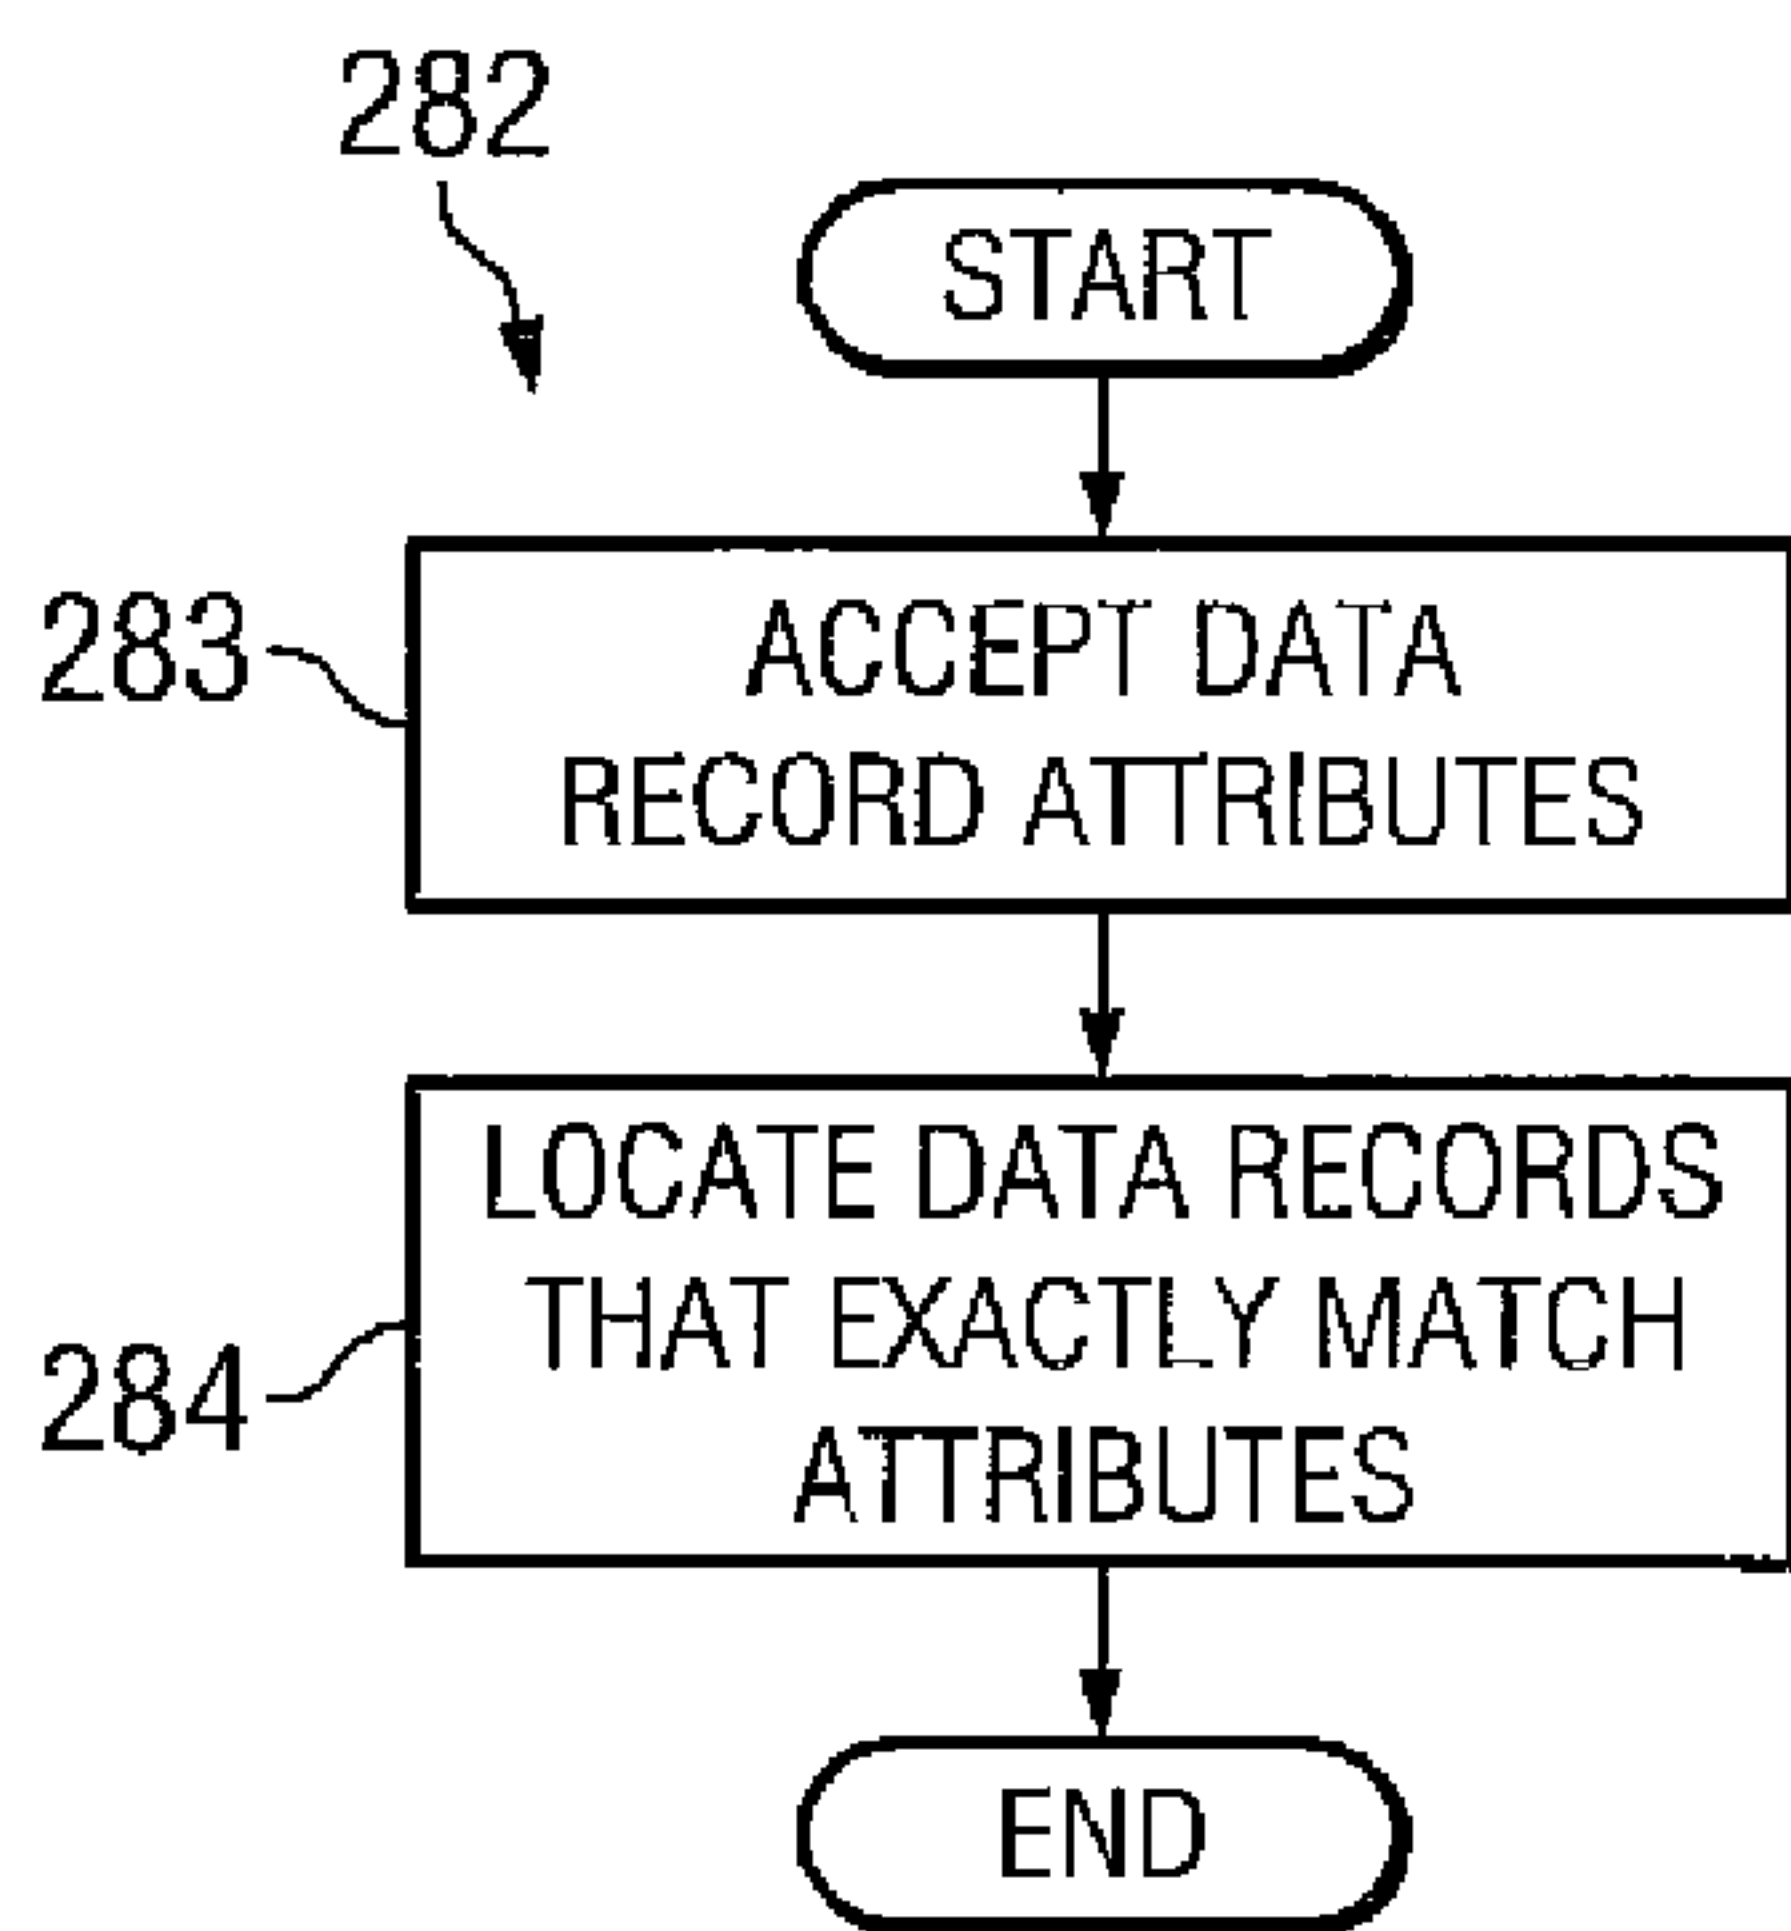 282
START
283
ACCEPT DATA
RECORD ATTRIBUTES
LOCATE DATA RECORDS
THAT EXACTLY MATCH
284
ATTRIBUTES
END